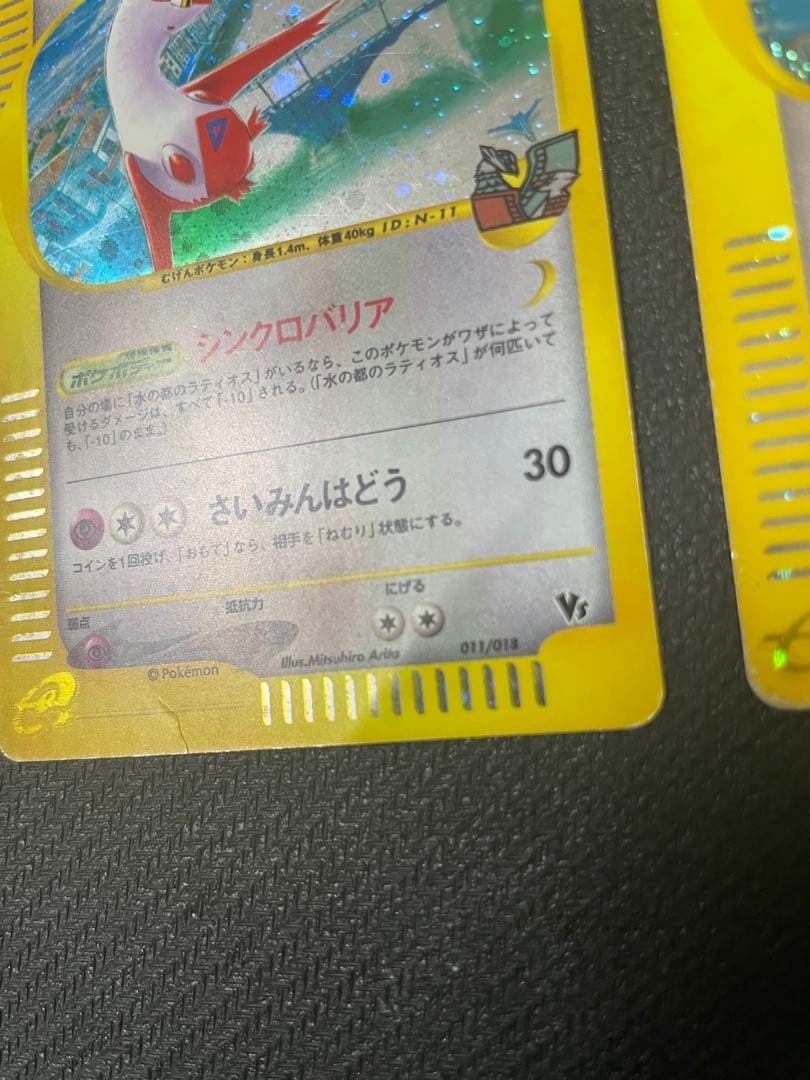 むげんポケモン：身長1.4m、体重40kg ID：N-11
特殊体質
ポケボディー
シンクロバリア
自分の場に「水の都のラティオス」がいるなら、このポケモンがワザによって
受けるダメージは、すべて「-10」される。(「水の都のラティオス」が何匹いて
も、「-10」のまま。)
さいみんはどう 30
コインを1回投げ、「おもて」なら、相手を「ねむり」状態にする。
弱点 抵抗力 にげる
Illus.Mitsuhiro Arita 011/018 Vs
©Pokémon